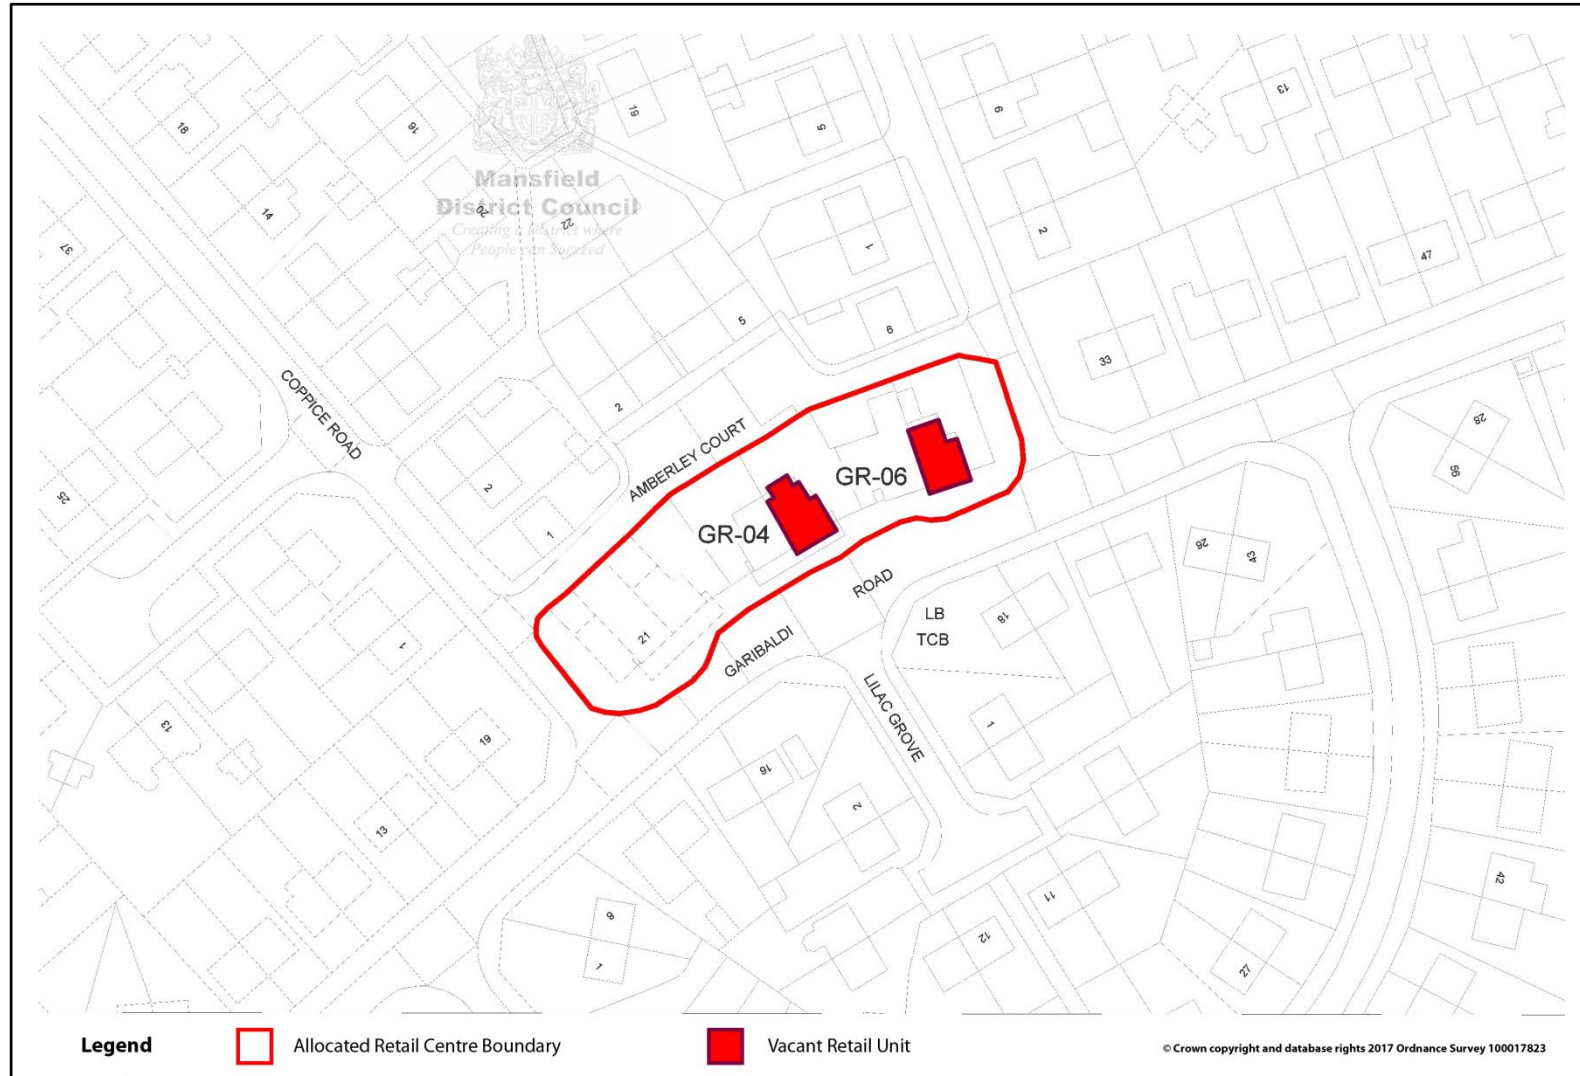 Mansfield
District Council
Creating a District where
People can Succeed
18
16
19
5
6
13
14
20
22
1
2
37
47
5
6
33
2
COPPICE ROAD
AMBERLEY COURT
28
56
25
2
1
GR-06
GR-04
21
ROAD
GARIBALDI
LB
TCB
18
26
43
LILAC GROVE
1
1
13
19
16
2
13
8
1
11
12
27
42
Legend
Allocated Retail Centre Boundary
Vacant Retail Unit
© Crown copyright and database rights 2017 Ordnance Survey 100017823